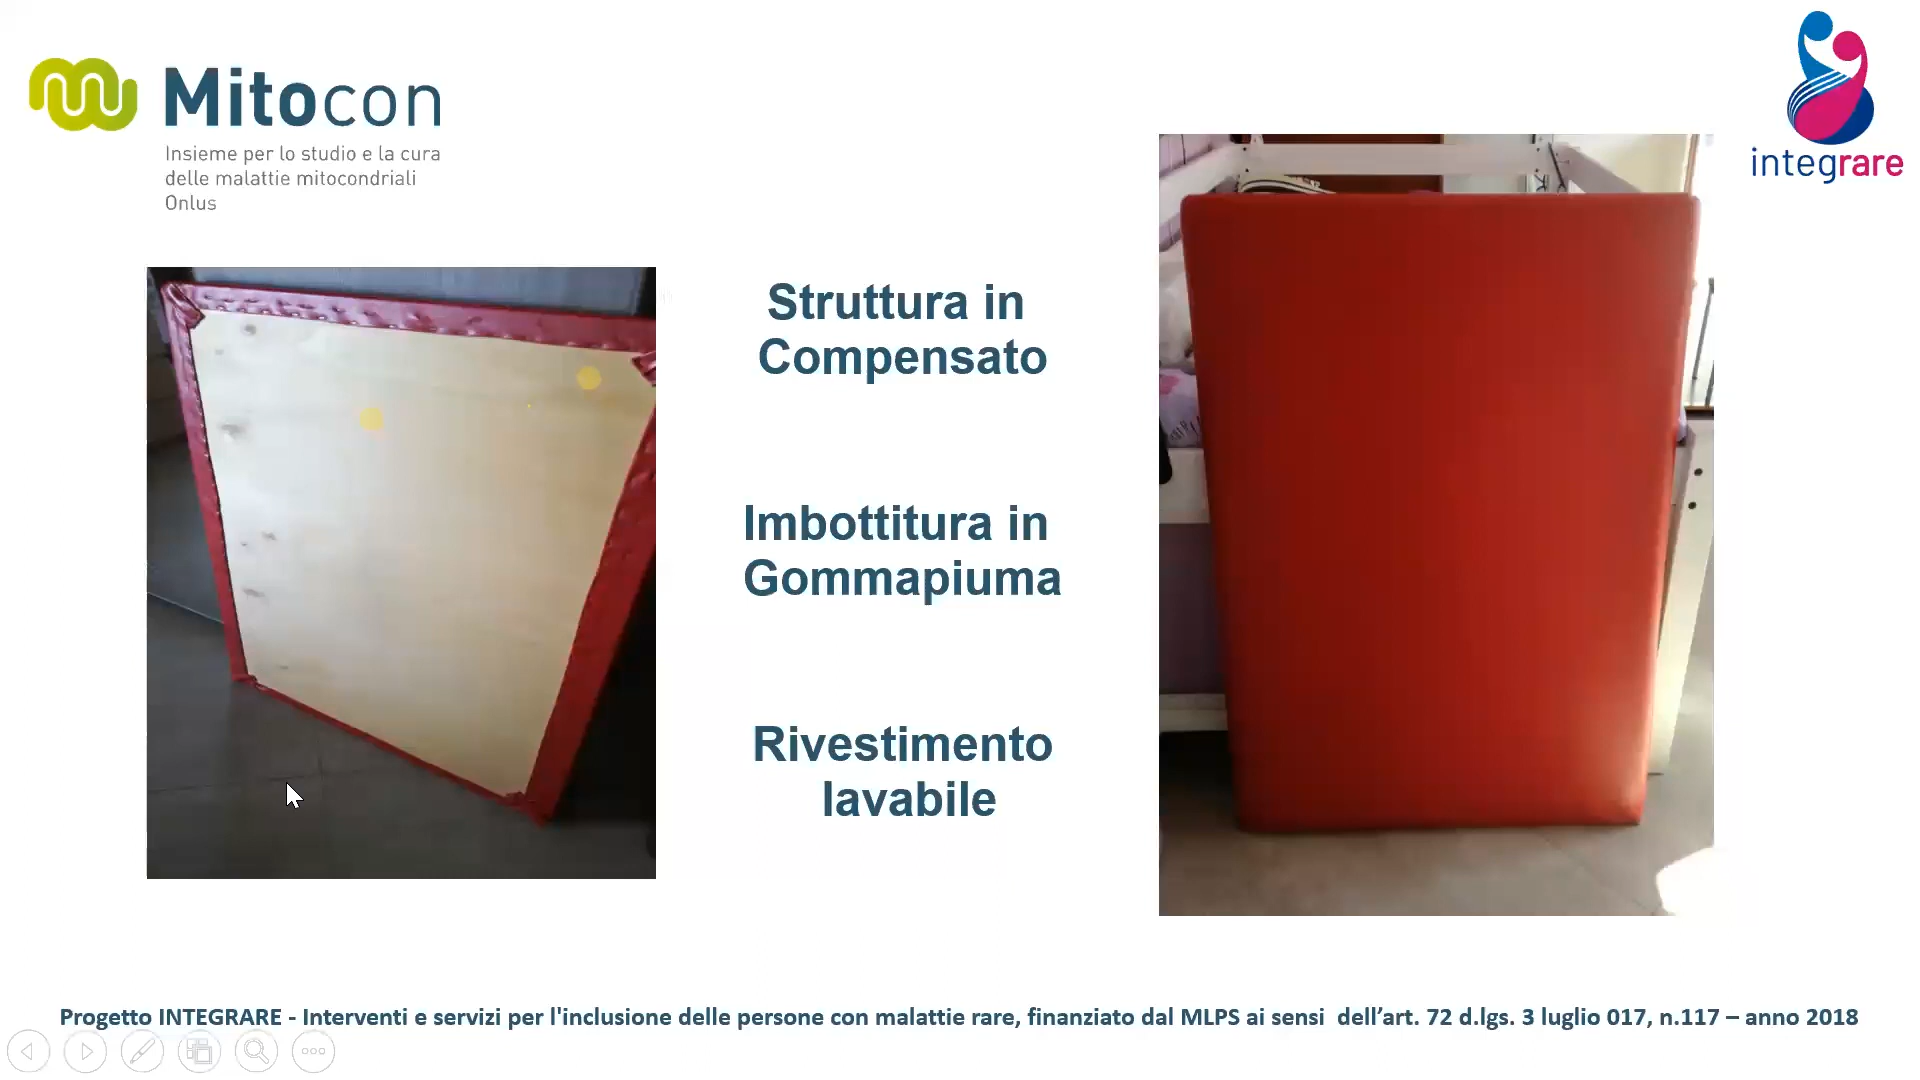 Mitocon
Insieme per lo studio e la cura
delle malattie mitocondriali
Onlus
integrare
Struttura in
Compensato
Imbottitura in
Gommapiuma
Rivestimento
lavabile
Progetto INTEGRARE - Interventi e servizi per l'inclusione delle persone con malattie rare, finanziato dal MLPS ai sensi  dell’art. 72 d.lgs. 3 luglio 017, n.117 – anno 2018